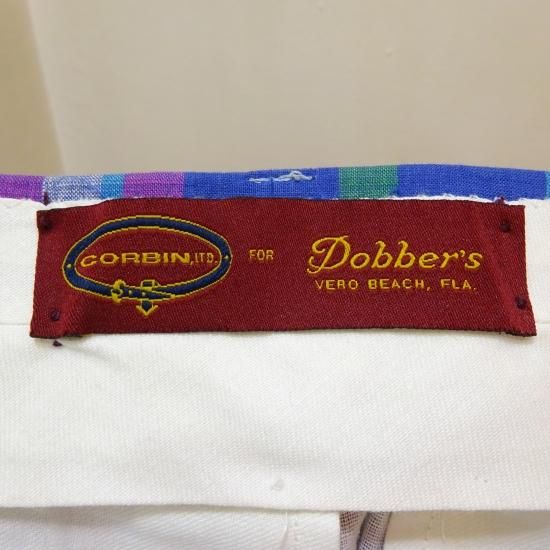 CORBIN, LTD. FOR Dobber's
VERO BEACH, FLA.